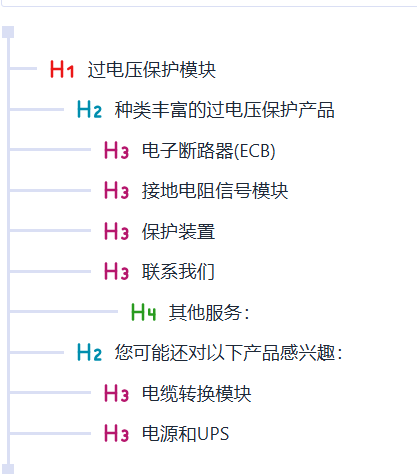 H1 过电压保护模块
H2 种类丰富的过电压保护产品
H3 电子断路器(ECB)
H3 接地电阻信号模块
H3 保护装置
H3 联系我们
H4 其他服务：
H2 您可能还对以下产品感兴趣：
H3 电缆转换模块
H3 电源和UPS